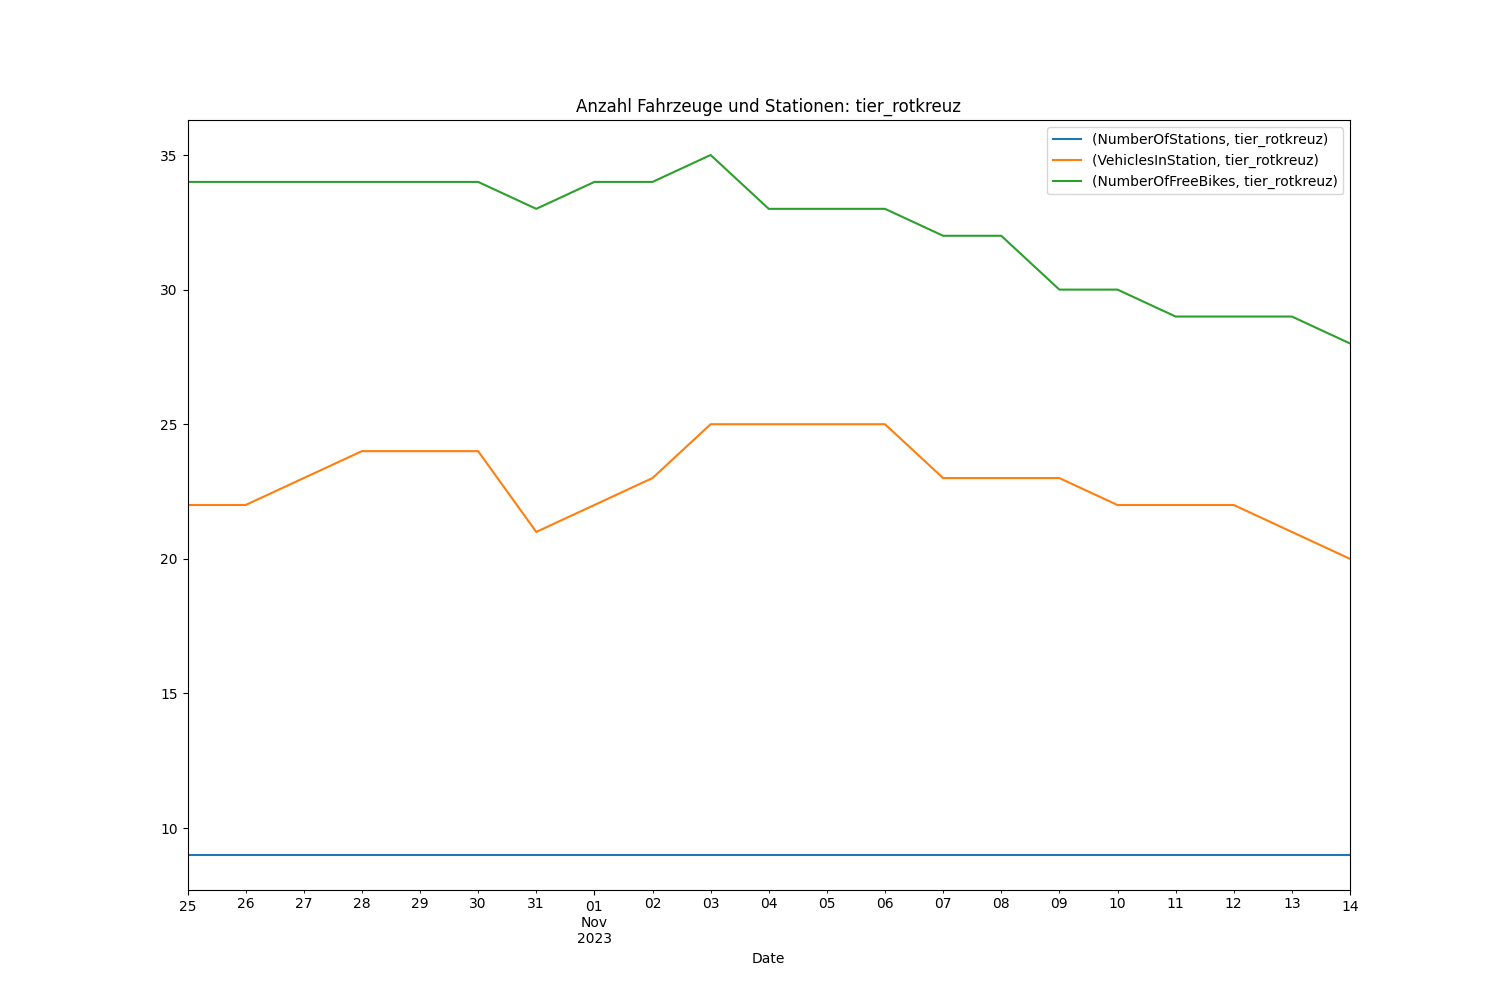 Anzahl Fahrzeuge und Stationen: tier_rotkreuz
(NumberOfStations, tier_rotkreuz)
(VehiclesInStation, tier_rotkreuz)
(NumberOfFreeBikes, tier_rotkreuz)
35
30
25
20
15
10
25 26 27 28 29 30 31 01 02 03 04 05 06 07 08 09 10 11 12 13 14
Nov
2023
Date